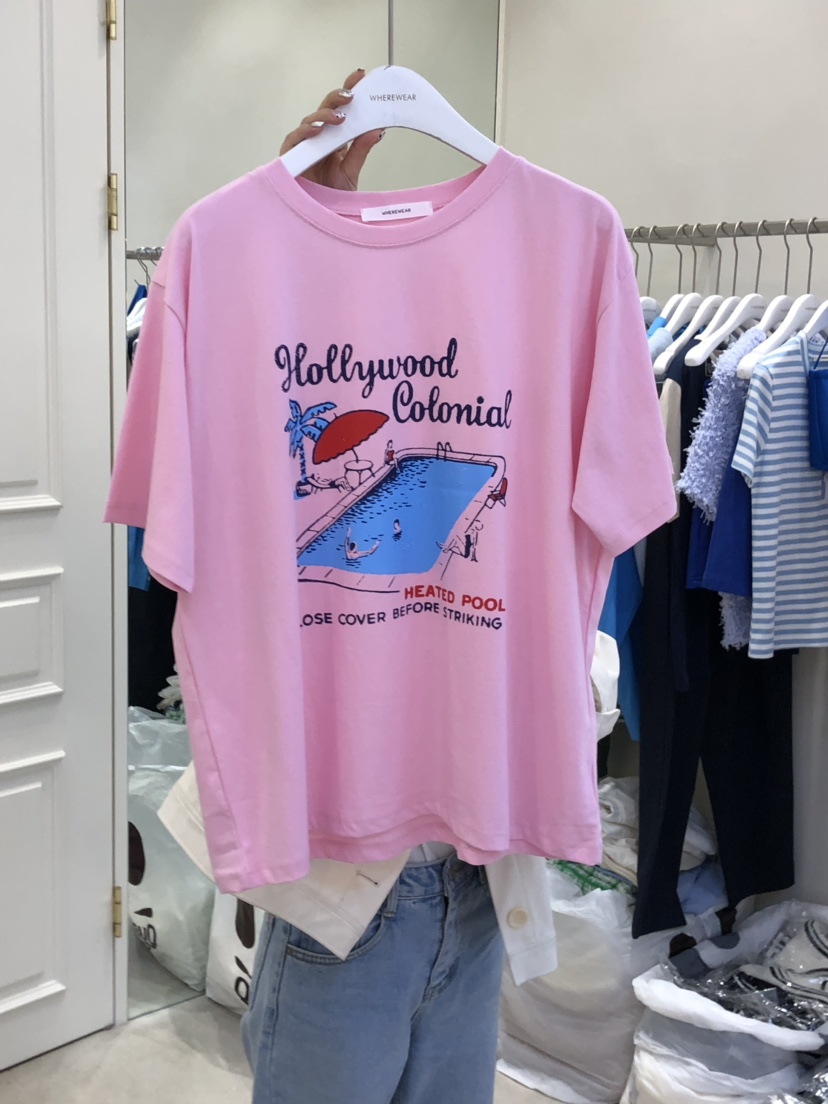 WHEREWEAR
WHEREWEAR
Hollywood
Colonial
HEATED POOL
LOSE COVER BEFORE STRIKING